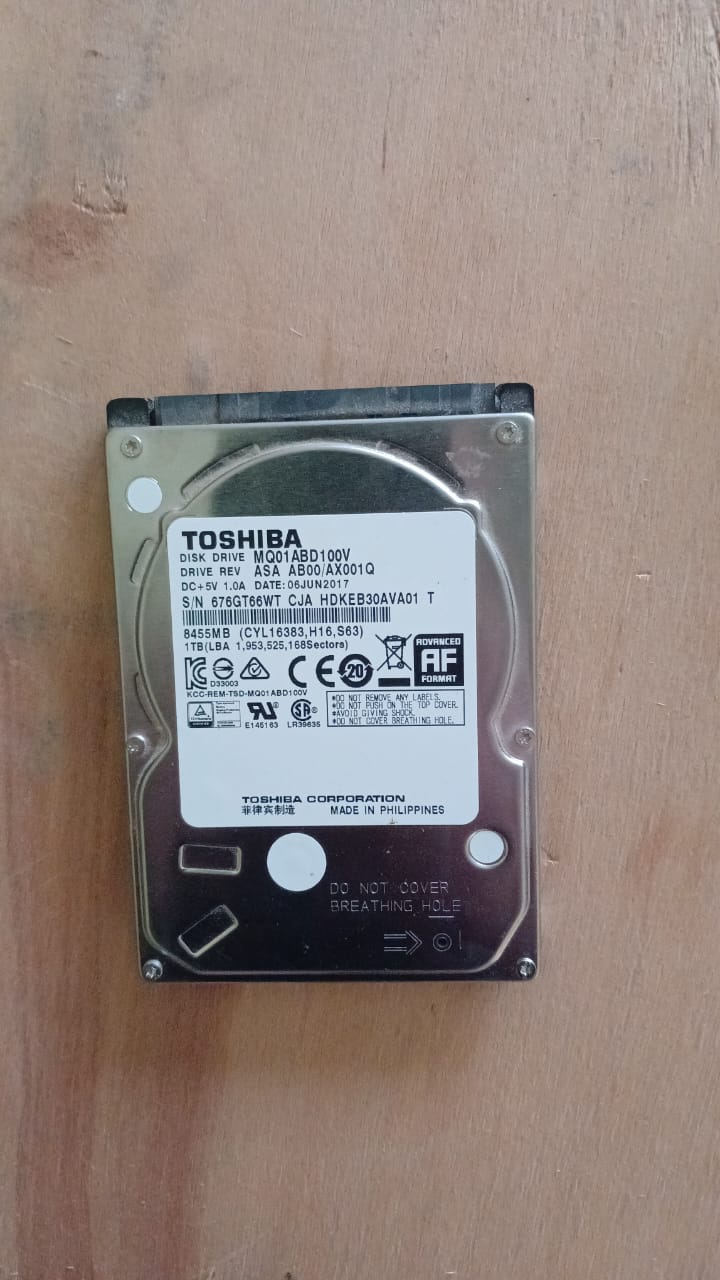 TOSHIBA
DISK DRIVE MQ01ABD100V
DRIVE REV ASA AB00/AX001Q
DC+5V 1.0A DATE:06JUN2017
S/N 676GT66WT CJA HDKEB30AVA01 T
8455MB (CYL16383,H16,S63)
1TB(LBA 1,953,525,168Sectors)
D33003
20
ADVANCED
AF
FORMAT
KCC-REM-TSD-MQ01ABD100V
E145163
LR39635
*DO NOT REMOVE ANY LABELS.
*DO NOT PUSH ON THE TOP COVER.
*AVOID GIVING SHOCK.
*DO NOT COVER BREATHING HOLE.
TOSHIBA CORPORATION
菲律宾制造 MADE IN PHILIPPINES
DO NOT COVER
BREATHING HOLE